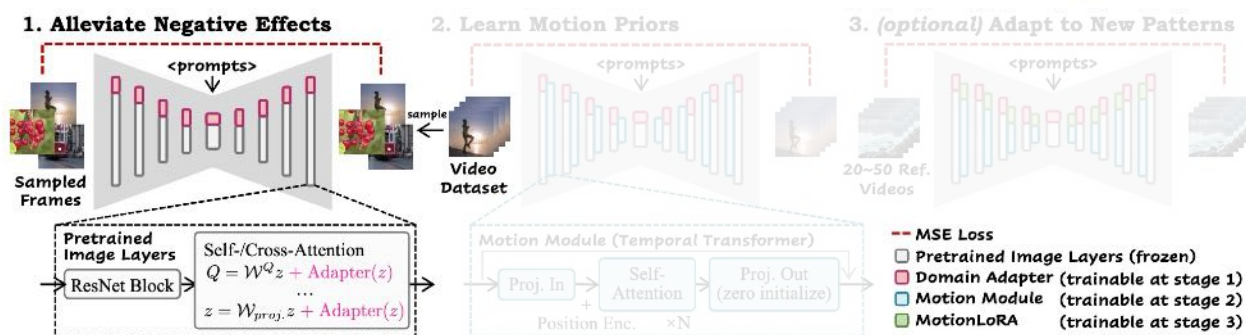 1. Alleviate Negative Effects
2. Learn Motion Priors
3. (optional) Adapt to New Patterns
<prompts>
<prompts>
<prompts>
sample
Sampled
Frames
Video
Dataset
20~50 Ref.
Videos
Pretrained
Image Layers
ResNet Block
Self-/Cross-Attention
Q = W^Q z + Adapter(z)
...
z = W_proj. z + Adapter(z)
Motion Module (Temporal Transformer)
Proj. In
+
Position Enc.
Self-
Attention
×N
Proj. Out
(zero initialize)
MSE Loss
Pretrained Image Layers (frozen)
Domain Adapter (trainable at stage 1)
Motion Module (trainable at stage 2)
MotionLoRA (trainable at stage 3)